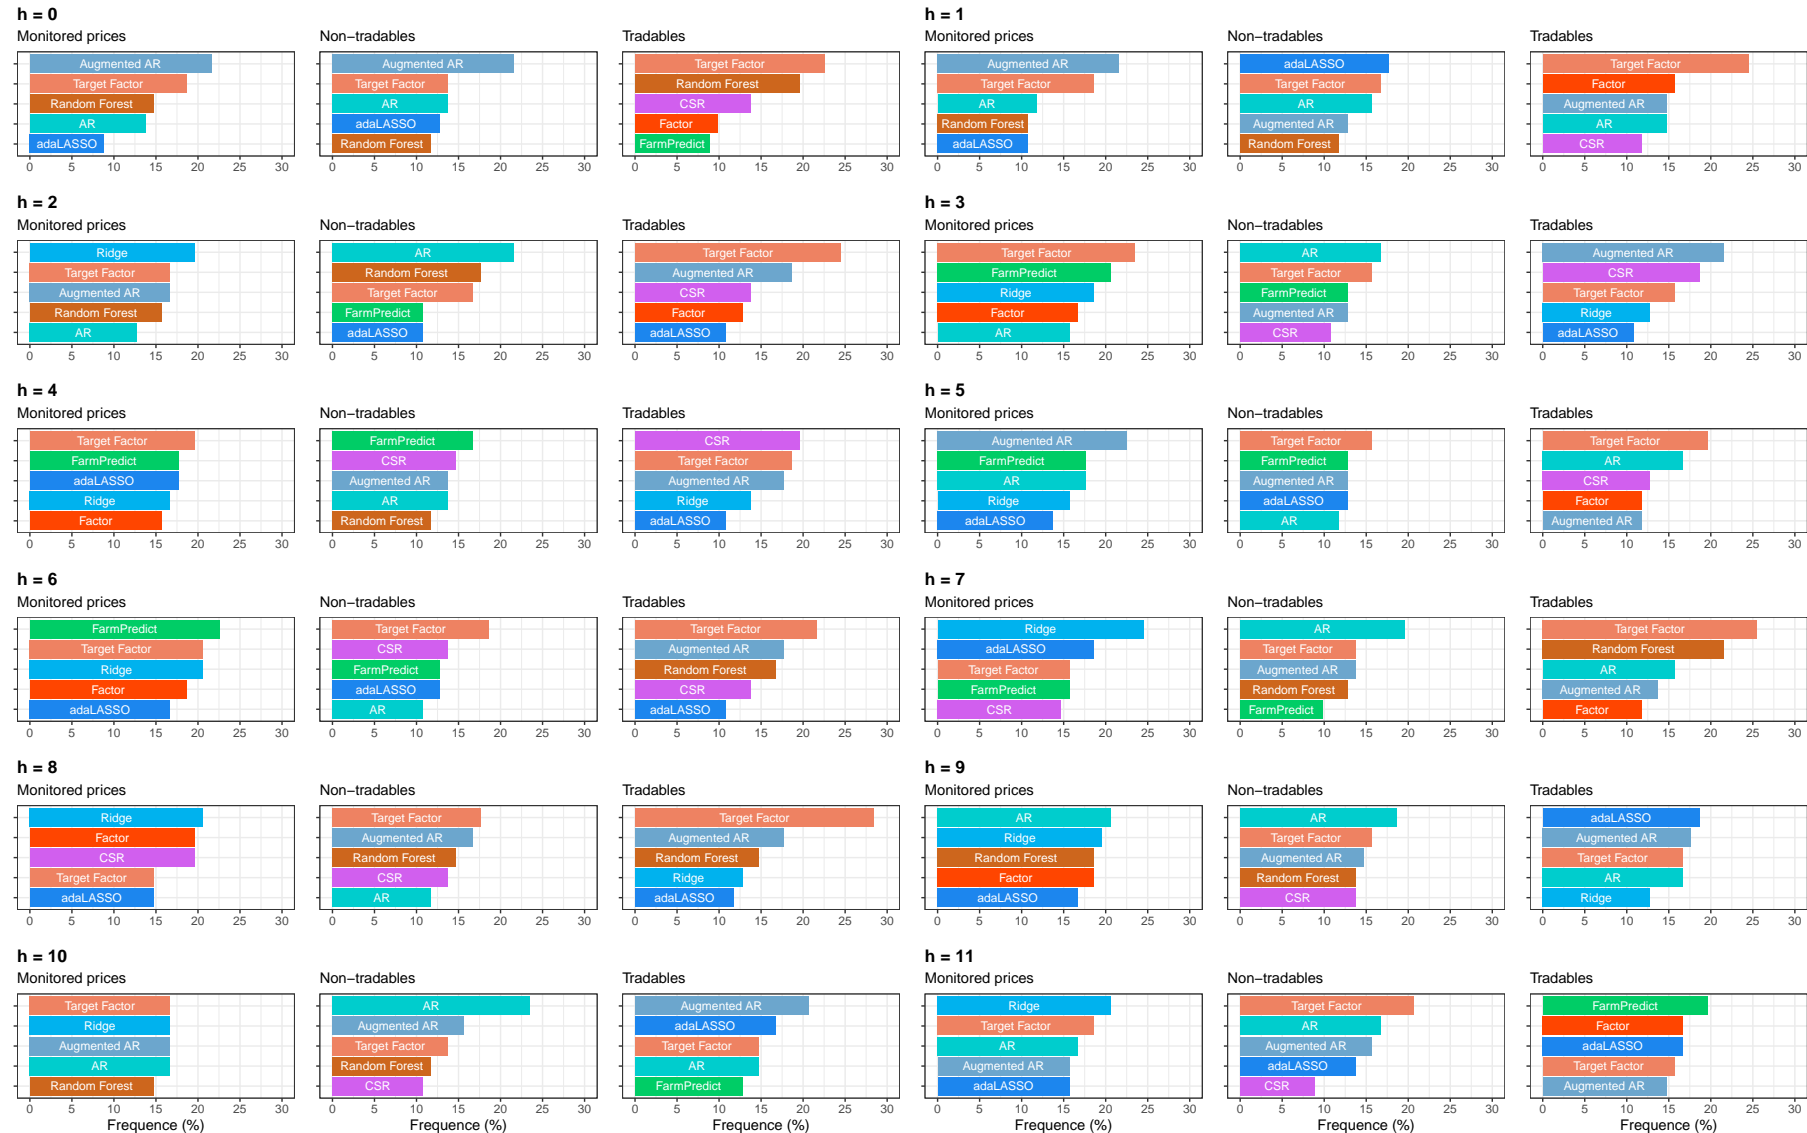 h = 0
Monitored prices
Augmented AR
Target Factor
Random Forest
AR
adaLASSO
0 5 10 15 20 25 30
Non−tradables
Augmented AR
Target Factor
AR
adaLASSO
Random Forest
0 5 10 15 20 25 30
Tradables
Target Factor
Random Forest
CSR
Factor
FarmPredict
0 5 10 15 20 25 30
h = 1
Monitored prices
Augmented AR
Target Factor
AR
Random Forest
adaLASSO
0 5 10 15 20 25 30
Non−tradables
adaLASSO
Target Factor
AR
Augmented AR
Random Forest
0 5 10 15 20 25 30
Tradables
Target Factor
Factor
Augmented AR
AR
CSR
0 5 10 15 20 25 30
h = 2
Monitored prices
Ridge
Target Factor
Augmented AR
Random Forest
AR
0 5 10 15 20 25 30
Non−tradables
AR
Random Forest
Target Factor
FarmPredict
adaLASSO
0 5 10 15 20 25 30
Tradables
Target Factor
Augmented AR
CSR
Factor
adaLASSO
0 5 10 15 20 25 30
h = 3
Monitored prices
Target Factor
FarmPredict
Ridge
Factor
AR
0 5 10 15 20 25 30
Non−tradables
AR
Target Factor
FarmPredict
Augmented AR
CSR
0 5 10 15 20 25 30
Tradables
Augmented AR
CSR
Target Factor
Ridge
adaLASSO
0 5 10 15 20 25 30
h = 4
Monitored prices
Target Factor
FarmPredict
adaLASSO
Ridge
Factor
0 5 10 15 20 25 30
Non−tradables
FarmPredict
CSR
Augmented AR
AR
Random Forest
0 5 10 15 20 25 30
Tradables
CSR
Target Factor
Augmented AR
Ridge
adaLASSO
0 5 10 15 20 25 30
h = 5
Monitored prices
Augmented AR
FarmPredict
AR
Ridge
adaLASSO
0 5 10 15 20 25 30
Non−tradables
Target Factor
FarmPredict
Augmented AR
adaLASSO
AR
0 5 10 15 20 25 30
Tradables
Target Factor
AR
CSR
Factor
Augmented AR
0 5 10 15 20 25 30
h = 6
Monitored prices
FarmPredict
Target Factor
Ridge
Factor
adaLASSO
0 5 10 15 20 25 30
Non−tradables
Target Factor
CSR
FarmPredict
adaLASSO
AR
0 5 10 15 20 25 30
Tradables
Target Factor
Augmented AR
Random Forest
CSR
adaLASSO
0 5 10 15 20 25 30
h = 7
Monitored prices
Ridge
adaLASSO
Target Factor
FarmPredict
CSR
0 5 10 15 20 25 30
Non−tradables
AR
Target Factor
Augmented AR
Random Forest
FarmPredict
0 5 10 15 20 25 30
Tradables
Target Factor
Random Forest
AR
Augmented AR
Factor
0 5 10 15 20 25 30
h = 8
Monitored prices
Ridge
Factor
CSR
Target Factor
adaLASSO
0 5 10 15 20 25 30
Non−tradables
Target Factor
Augmented AR
Random Forest
CSR
AR
0 5 10 15 20 25 30
Tradables
Target Factor
Augmented AR
Random Forest
Ridge
adaLASSO
0 5 10 15 20 25 30
h = 9
Monitored prices
AR
Ridge
Random Forest
Factor
adaLASSO
0 5 10 15 20 25 30
Non−tradables
AR
Target Factor
Augmented AR
Random Forest
CSR
0 5 10 15 20 25 30
Tradables
adaLASSO
Augmented AR
Target Factor
AR
Ridge
0 5 10 15 20 25 30
h = 10
Monitored prices
Target Factor
Ridge
Augmented AR
AR
Random Forest
0 5 10 15 20 25 30
Frequence (%)
Non−tradables
AR
Augmented AR
Target Factor
Random Forest
CSR
0 5 10 15 20 25 30
Frequence (%)
Tradables
Augmented AR
adaLASSO
Target Factor
AR
FarmPredict
0 5 10 15 20 25 30
Frequence (%)
h = 11
Monitored prices
Ridge
Target Factor
AR
Augmented AR
adaLASSO
0 5 10 15 20 25 30
Frequence (%)
Non−tradables
Target Factor
AR
Augmented AR
adaLASSO
CSR
0 5 10 15 20 25 30
Frequence (%)
Tradables
FarmPredict
Factor
adaLASSO
Target Factor
Augmented AR
0 5 10 15 20 25 30
Frequence (%)